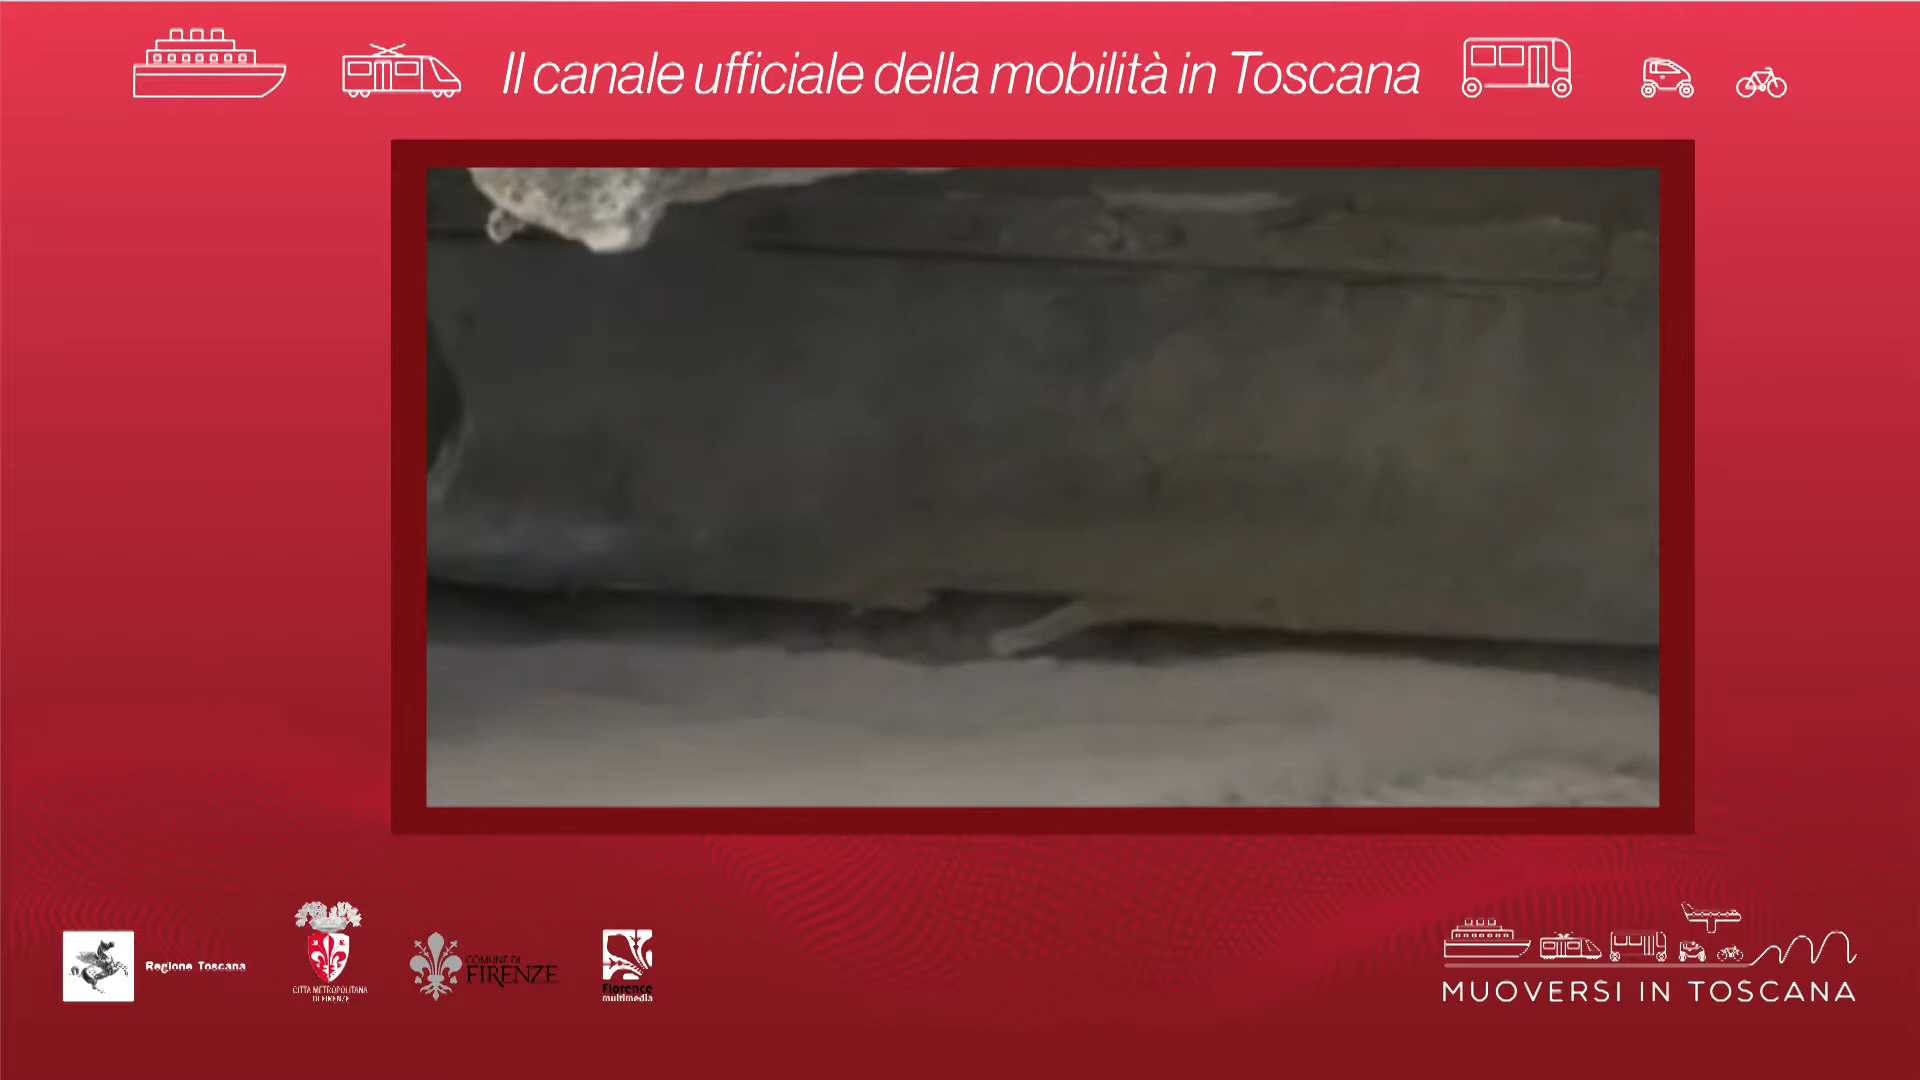 Il canale ufficiale della mobilità in Toscana
Regione Toscana
CITTÀ METROPOLITANA
DI FIRENZE
COMUNE DI
FIRENZE
Florence
multimedia
MUOVERSI IN TOSCANA